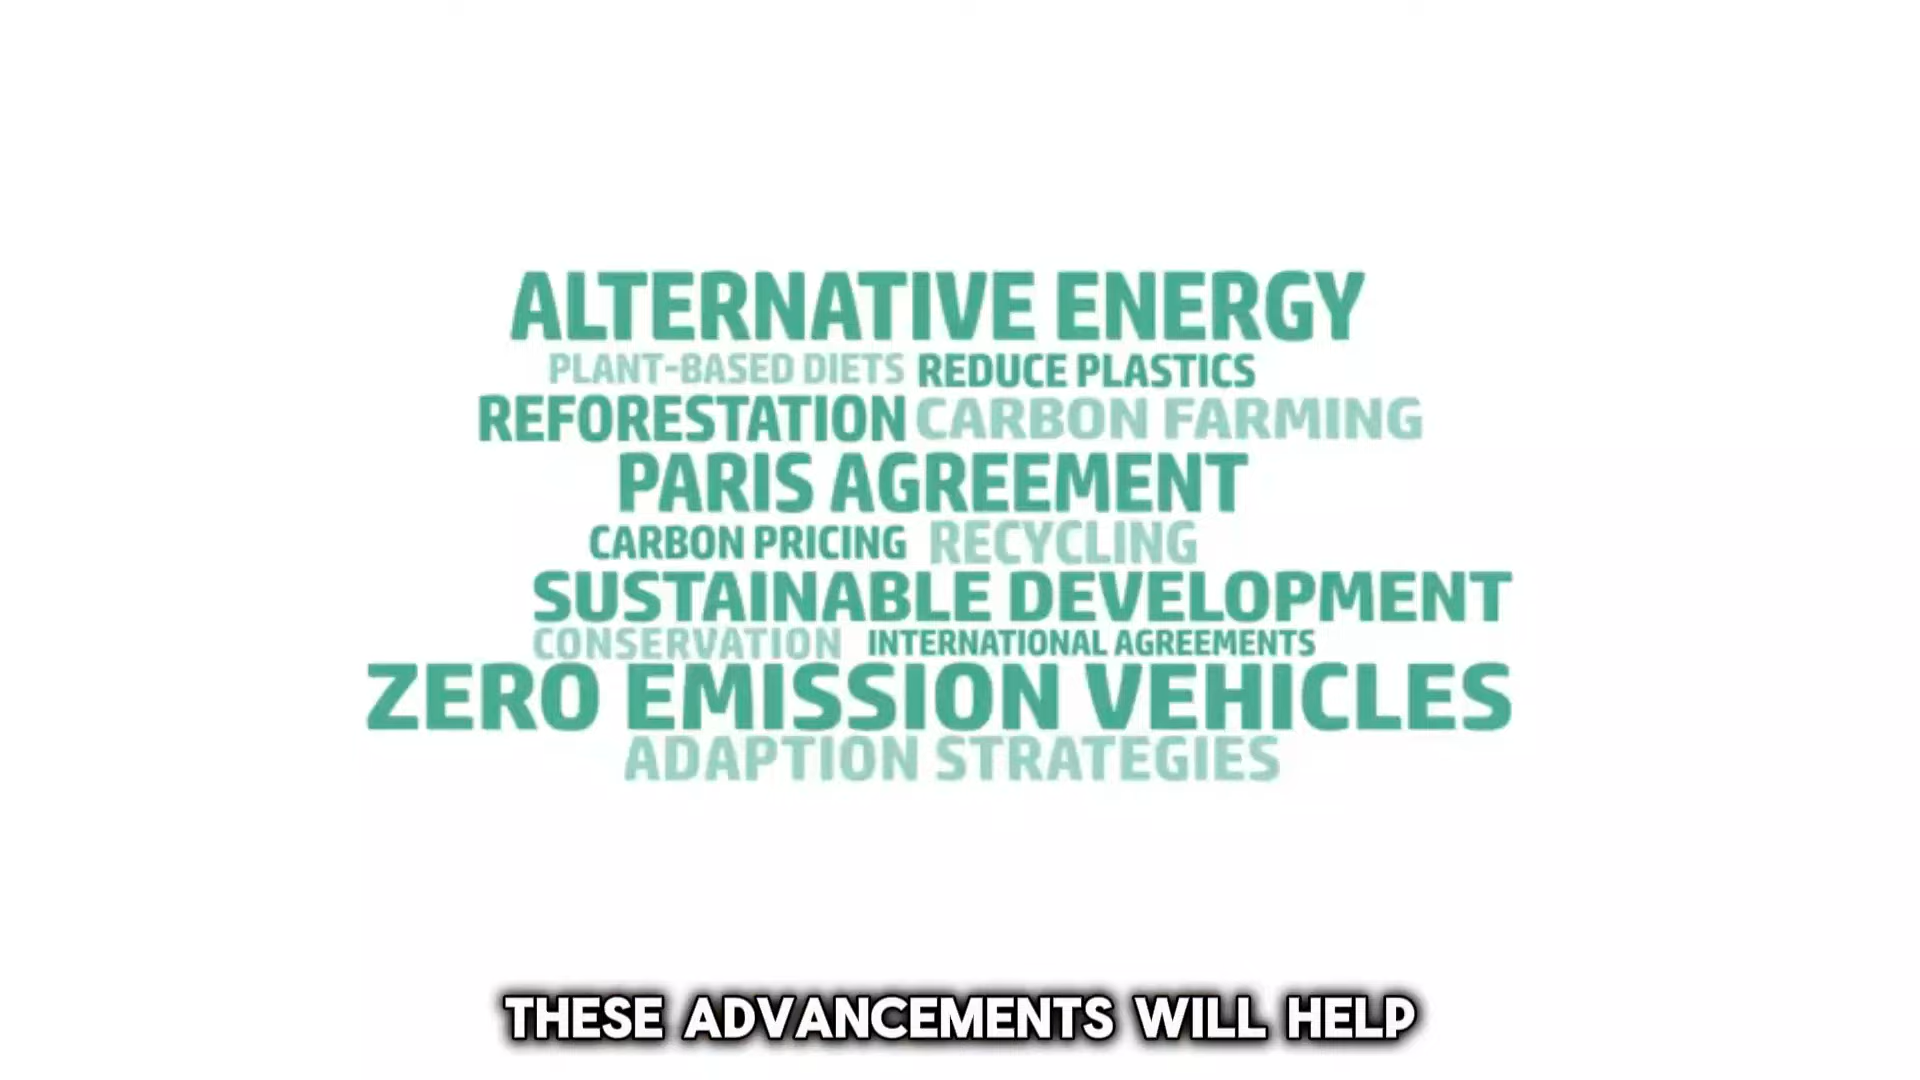 ALTERNATIVE ENERGY
PLANT-BASED DIETS REDUCE PLASTICS
REFORESTATION CARBON FARMING
PARIS AGREEMENT
CARBON PRICING RECYCLING
SUSTAINABLE DEVELOPMENT
CONSERVATION INTERNATIONAL AGREEMENTS
ZERO EMISSION VEHICLES
ADAPTION STRATEGIES
THESE ADVANCEMENTS WILL HELP